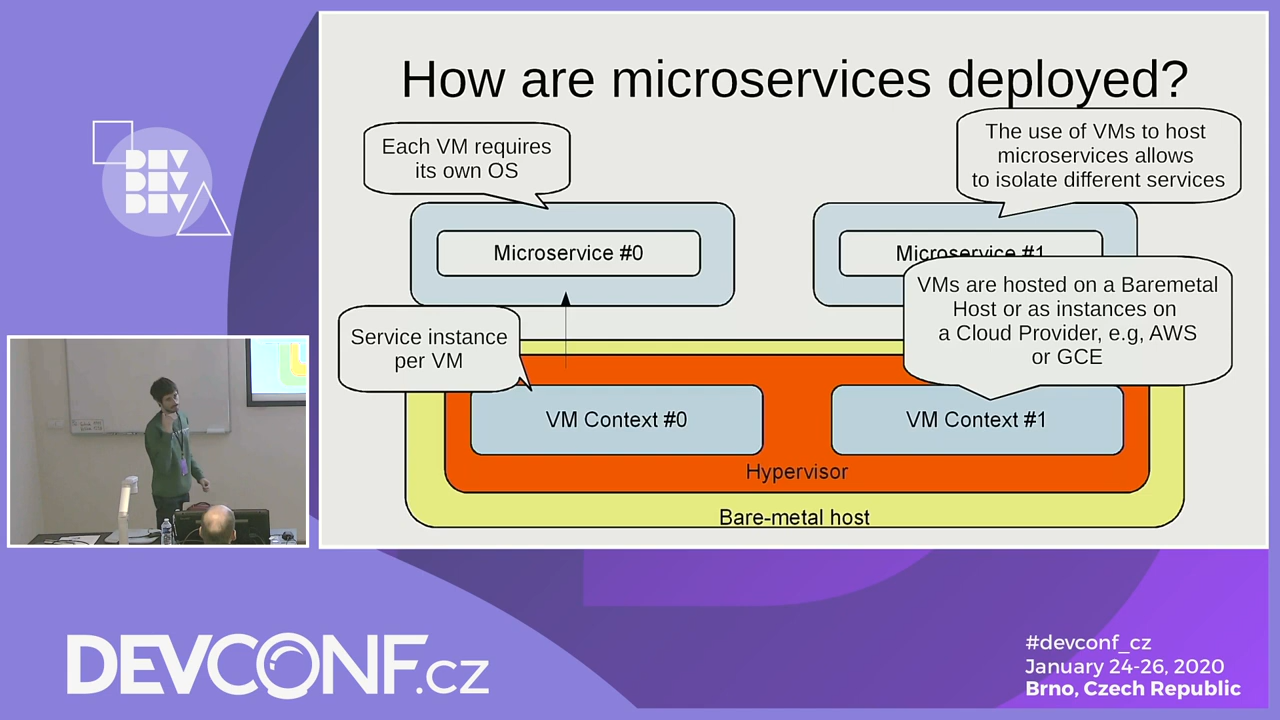 How are microservices deployed?
Each VM requires
its own OS
The use of VMs to host
microservices allows
to isolate different services
Microservice #0
Microservice #1
VMs are hosted on a Baremetal
Host or as instances on
a Cloud Provider, e.g, AWS
or GCE
Service instance
per VM
VM Context #0
VM Context #1
Hypervisor
Bare-metal host
DEV
DEV
DEV
DEVCONF.cz
#devconf_cz
January 24-26, 2020
Brno, Czech Republic